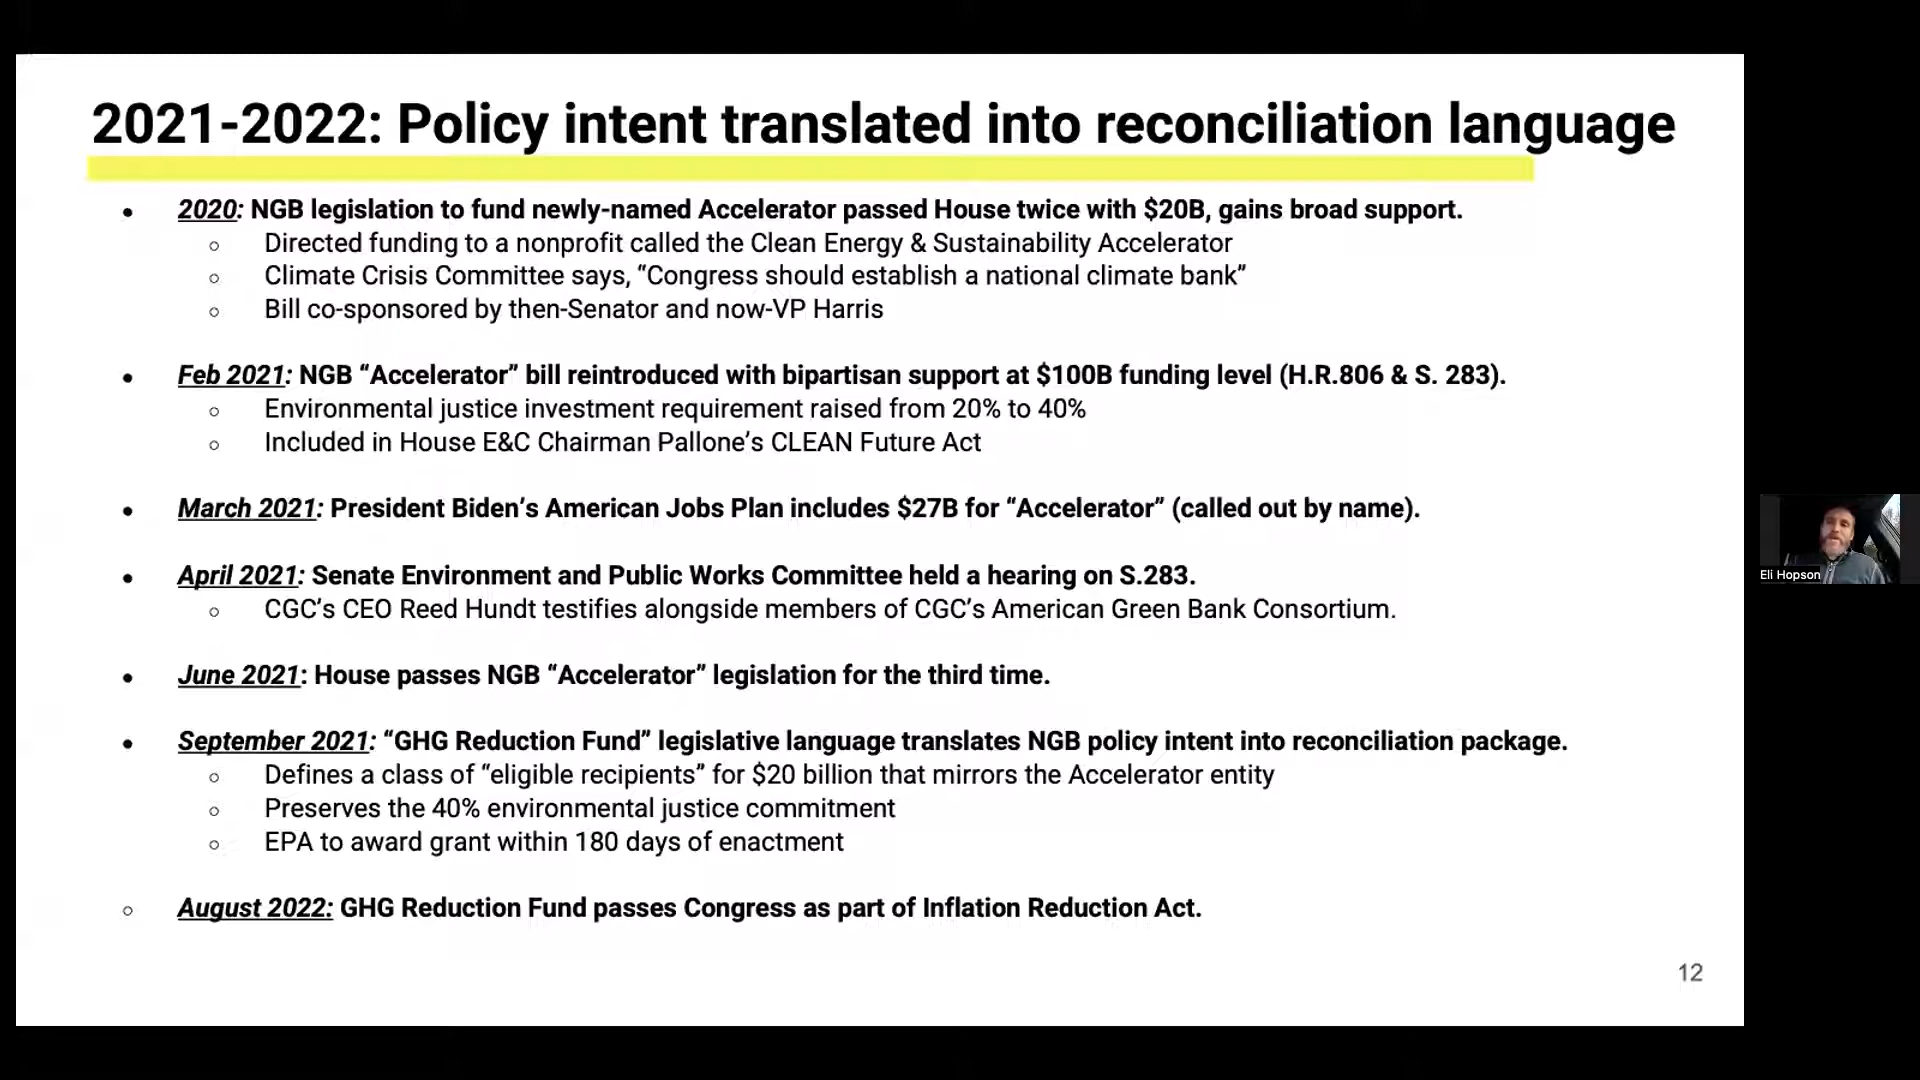 2021-2022: Policy intent translated into reconciliation language
● 2020: NGB legislation to fund newly-named Accelerator passed House twice with $20B, gains broad support.
○ Directed funding to a nonprofit called the Clean Energy & Sustainability Accelerator
○ Climate Crisis Committee says, “Congress should establish a national climate bank”
○ Bill co-sponsored by then-Senator and now-VP Harris
● Feb 2021: NGB “Accelerator” bill reintroduced with bipartisan support at $100B funding level (H.R.806 & S. 283).
○ Environmental justice investment requirement raised from 20% to 40%
○ Included in House E&C Chairman Pallone’s CLEAN Future Act
● March 2021: President Biden’s American Jobs Plan includes $27B for “Accelerator” (called out by name).
● April 2021: Senate Environment and Public Works Committee held a hearing on S.283.
○ CGC’s CEO Reed Hundt testifies alongside members of CGC’s American Green Bank Consortium.
● June 2021: House passes NGB “Accelerator” legislation for the third time.
● September 2021: “GHG Reduction Fund” legislative language translates NGB policy intent into reconciliation package.
○ Defines a class of “eligible recipients” for $20 billion that mirrors the Accelerator entity
○ Preserves the 40% environmental justice commitment
○ EPA to award grant within 180 days of enactment
○ August 2022: GHG Reduction Fund passes Congress as part of Inflation Reduction Act.
12
Eli Hopson